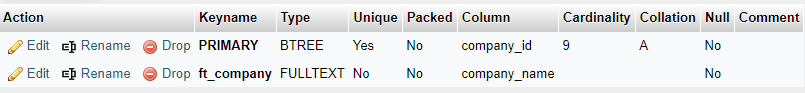 Action Keyname Type Unique Packed Column Cardinality Collation Null Comment
Edit Rename Drop PRIMARY BTREE Yes No company_id 9 A No
Edit Rename Drop ft_company FULLTEXT No No company_name No